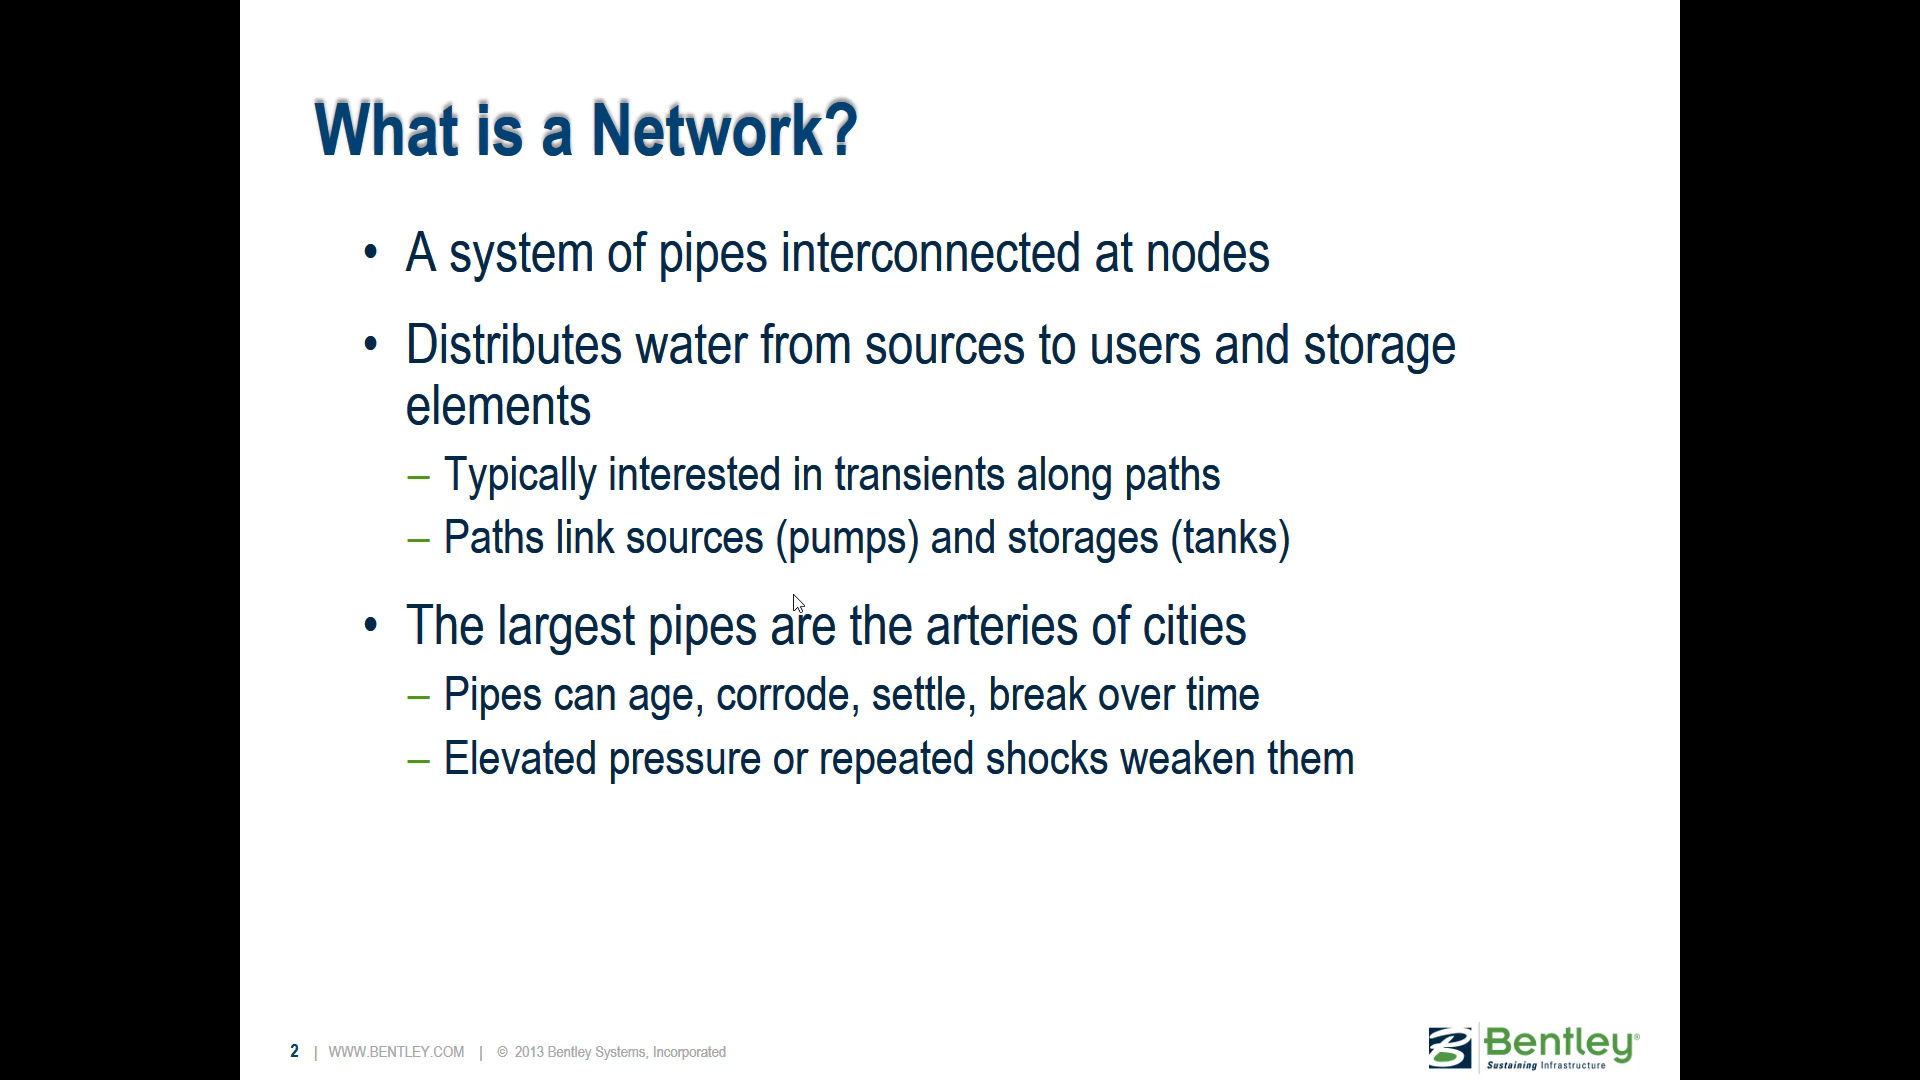 What is a Network?
• A system of pipes interconnected at nodes
• Distributes water from sources to users and storage
elements
– Typically interested in transients along paths
– Paths link sources (pumps) and storages (tanks)
• The largest pipes are the arteries of cities
– Pipes can age, corrode, settle, break over time
– Elevated pressure or repeated shocks weaken them
2 | WWW.BENTLEY.COM | © 2013 Bentley Systems, Incorporated
Bentley®
Sustaining Infrastructure